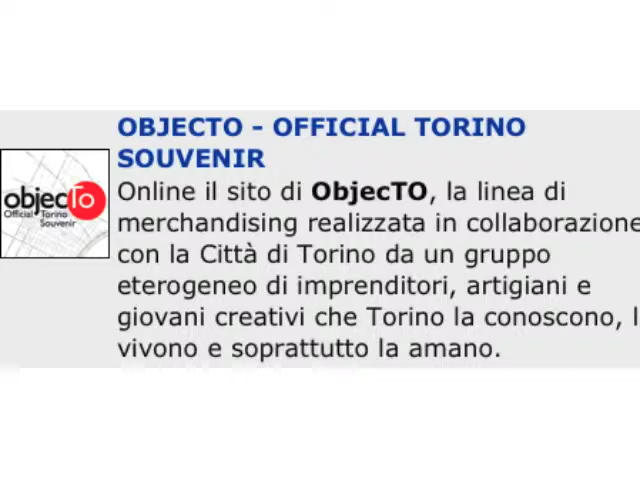 OBJECTO - OFFICIAL TORINO
SOUVENIR
Online il sito di ObjecTO, la linea di
merchandising realizzata in collaborazione
con la Città di Torino da un gruppo
eterogeneo di imprenditori, artigiani e
giovani creativi che Torino la conoscono, l
vivono e soprattutto la amano.
objecTo
Official Torino
Souvenir